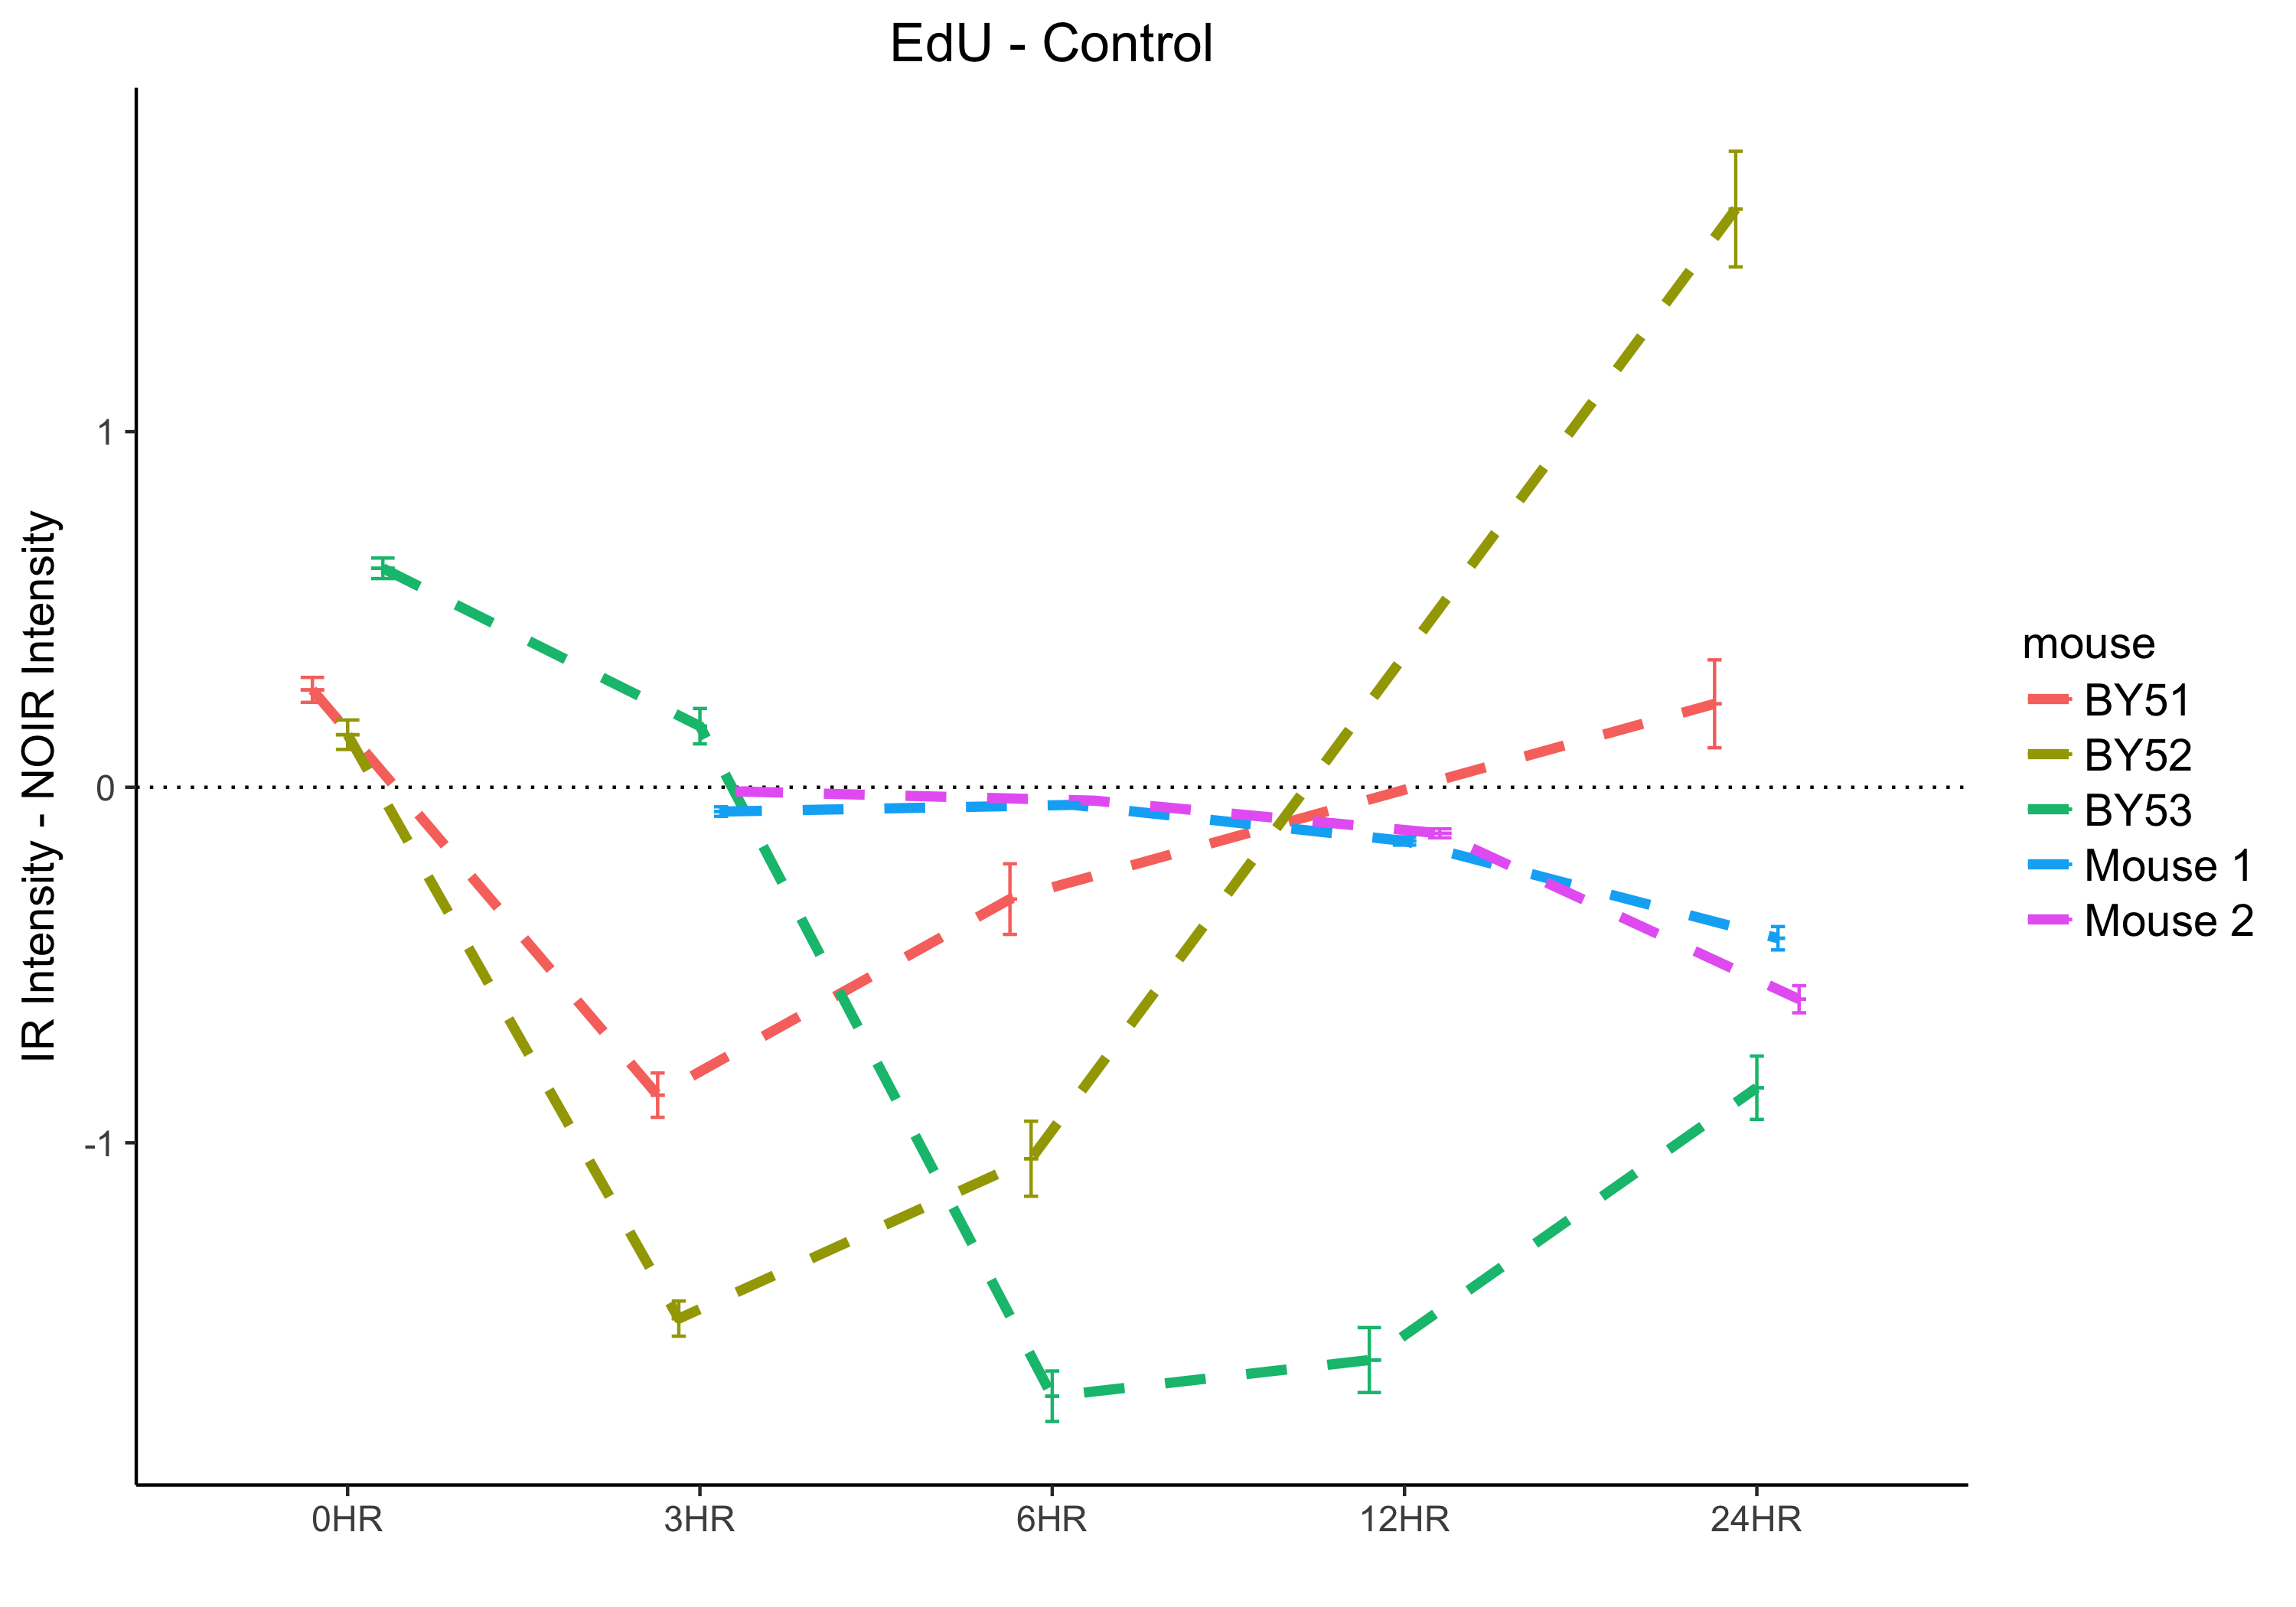 EdU - Control
IR Intensity - NOIR Intensity
1
0
-1
0HR
3HR
6HR
12HR
24HR
mouse
BY51
BY52
BY53
Mouse 1
Mouse 2